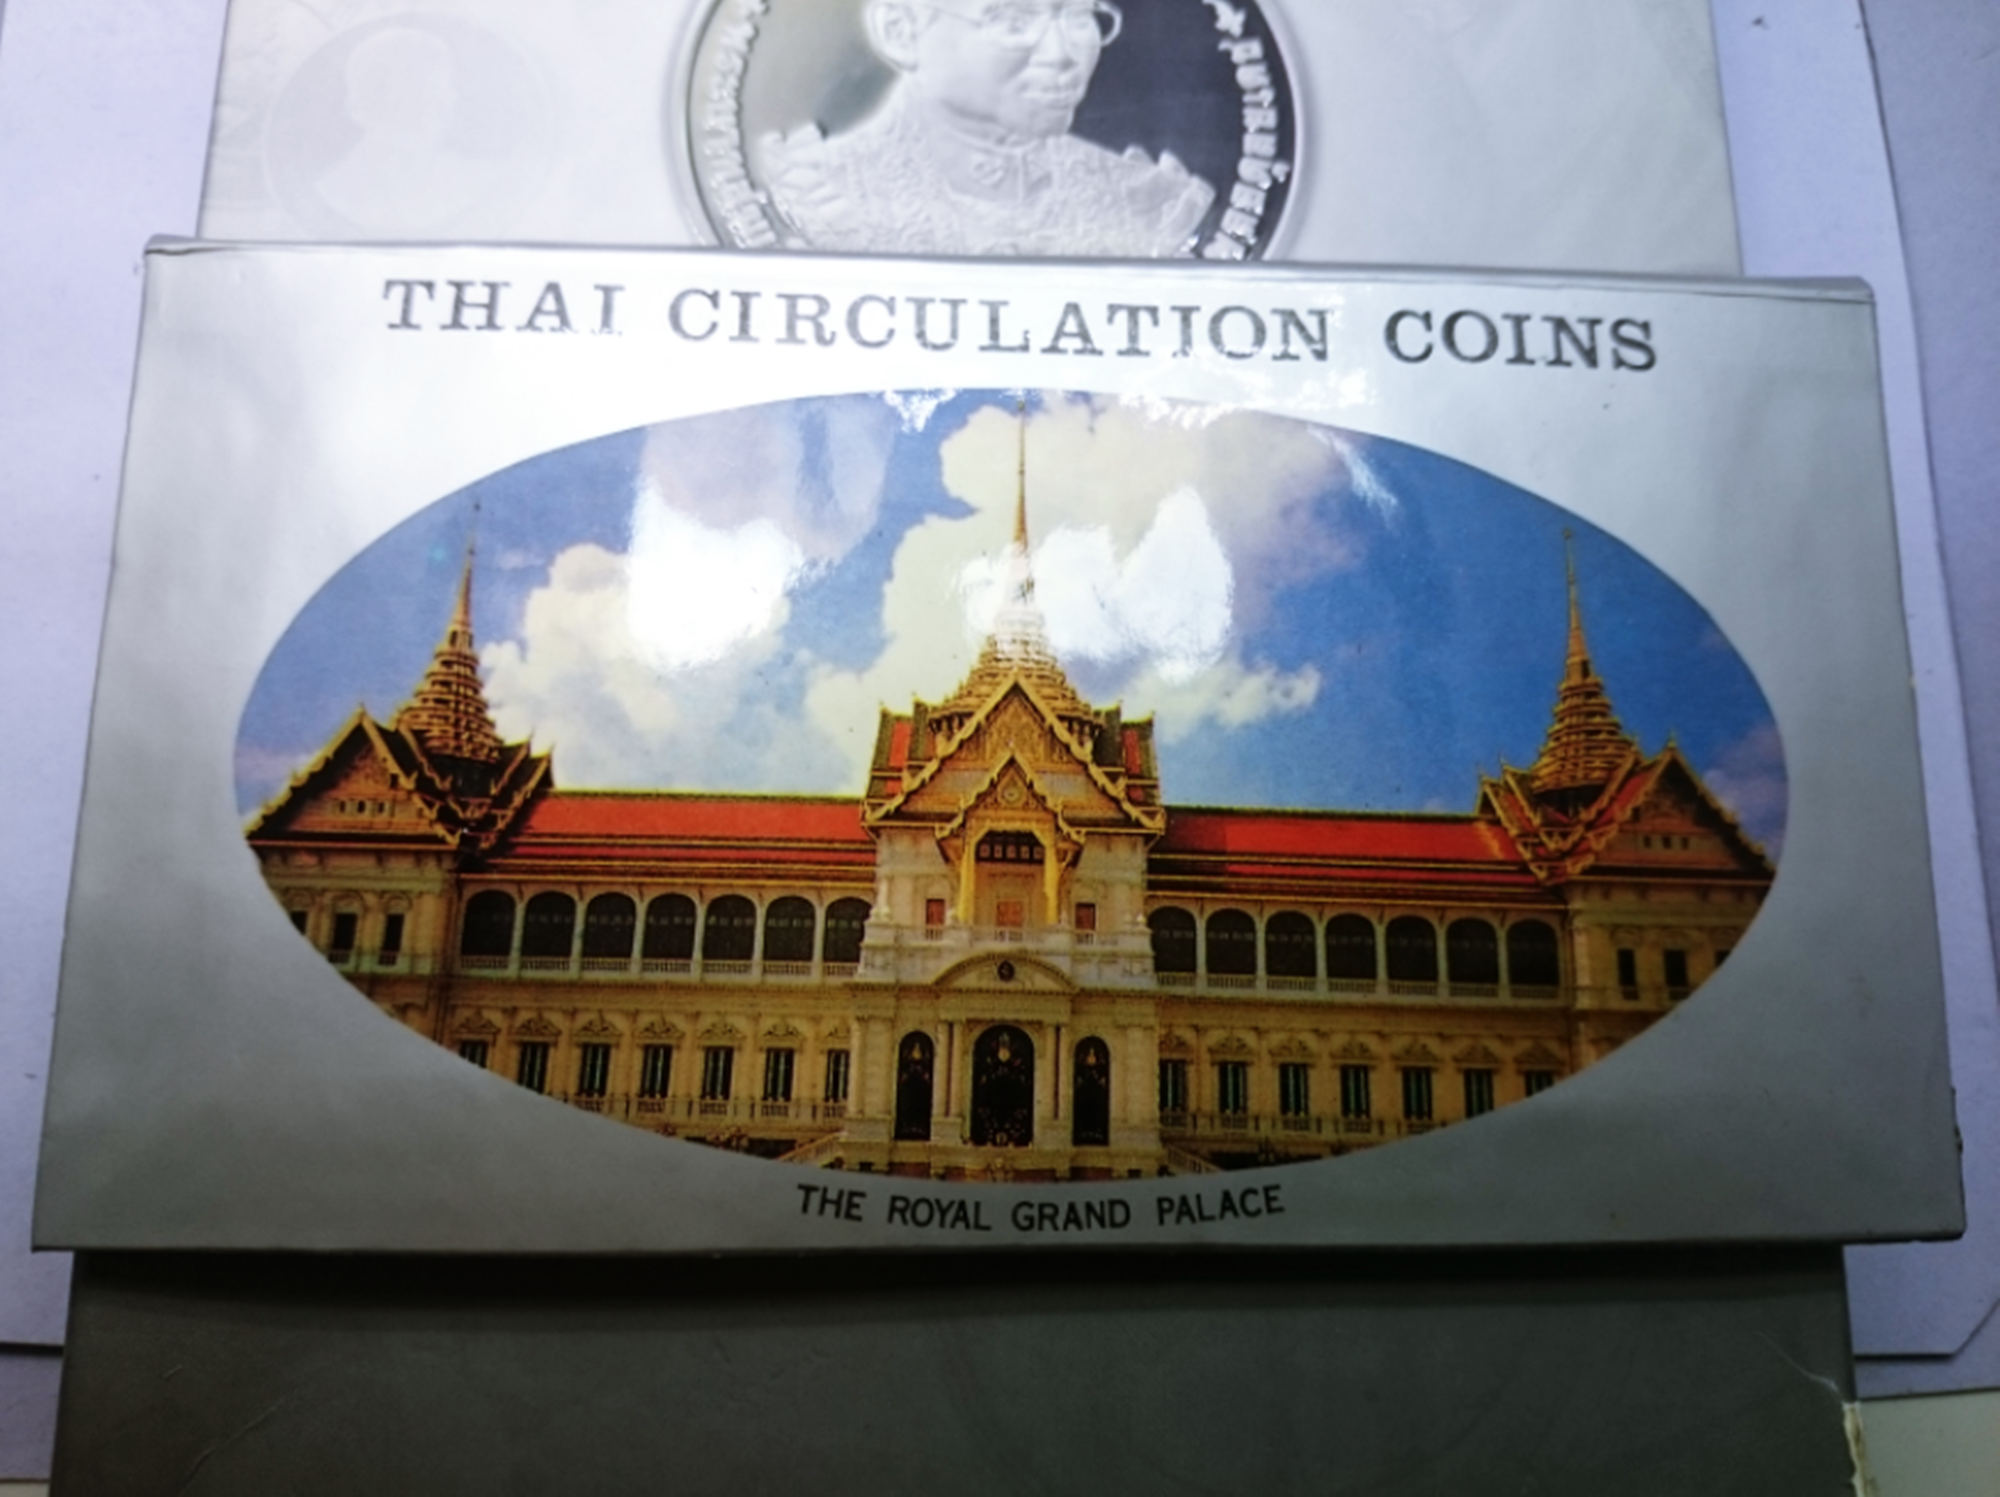 THAI CIRCULATION COINS
THE ROYAL GRAND PALACE